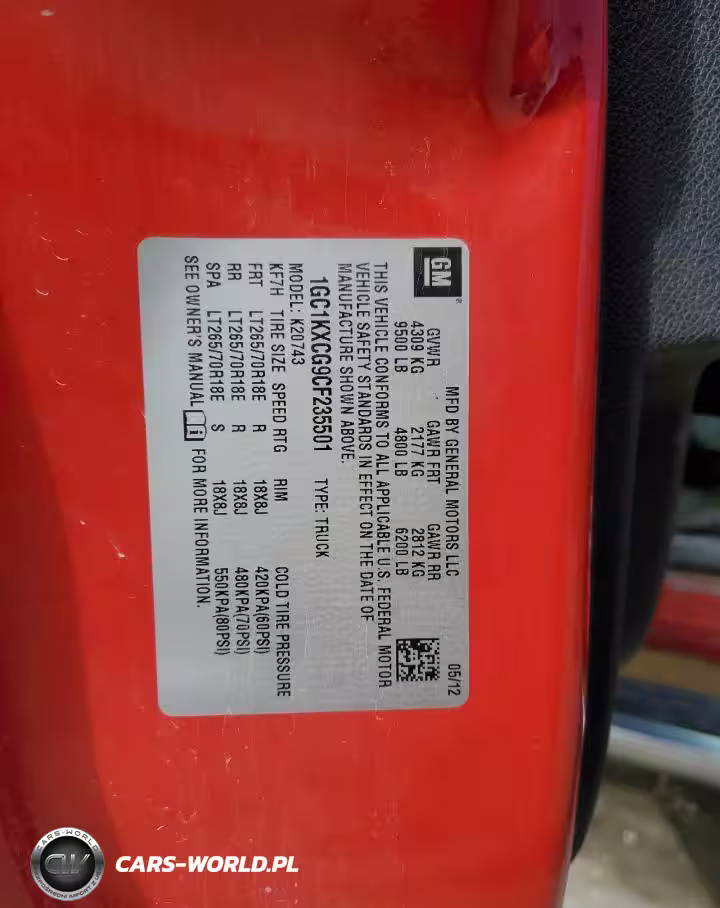 GM
MFD BY GENERAL MOTORS LLC 05/12
GVWR GAWR FRT GAWR RR
4309 KG 2177 KG 2812 KG
9500 LB 4800 LB 6200 LB
THIS VEHICLE CONFORMS TO ALL APPLICABLE U.S. FEDERAL MOTOR
VEHICLE SAFETY STANDARDS IN EFFECT ON THE DATE OF
MANUFACTURE SHOWN ABOVE.
1GC1KXCG9CF235501 TYPE: TRUCK
MODEL: K20743
KF7H TIRE SIZE SPEED RTG RIM COLD TIRE PRESSURE
FRT LT265/70R18E R 18X8J 420KPA(60PSI)
RR LT265/70R18E R 18X8J 480KPA(70PSI)
SPA LT265/70R18E S 18X8J 550KPA(80PSI)
SEE OWNER'S MANUAL FOR MORE INFORMATION.
CARS-WORLD
CW
CARS-WORLD.PL